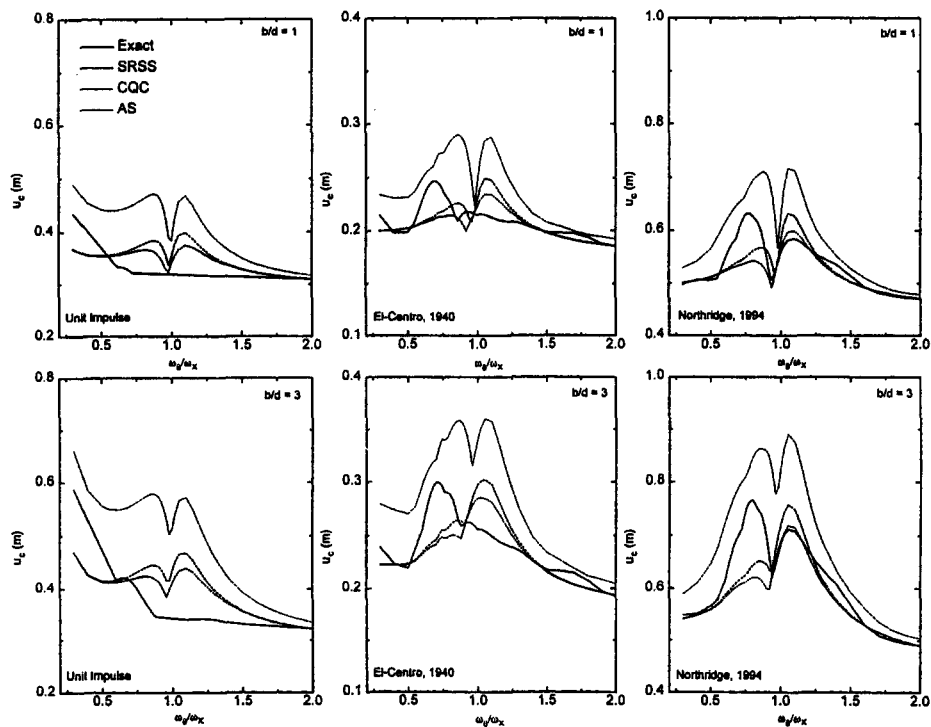 0.8
b/d = 1
Exact
SRSS
CQC
AS
0.6
u_c (m)
0.4
Unit Impulse
0.2
0.5 1.0 1.5 2.0
ω_θ/ω_x
0.4
b/d = 1
0.3
u_c (m)
0.2
El-Centro, 1940
0.1
0.5 1.0 1.5 2.0
ω_θ/ω_x
1.0
b/d = 1
0.8
u_c (m)
0.6
Northridge, 1994
0.4
0.5 1.0 1.5 2.0
ω_θ/ω_x
0.8
b/d = 3
0.6
u_c (m)
0.4
Unit Impulse
0.2
0.5 1.0 1.5 2.0
ω_θ/ω_x
0.4
b/d = 3
0.3
u_c (m)
0.2
El-Centro, 1940
0.1
0.5 1.0 1.5 2.0
ω_θ/ω_x
1.0
b/d = 3
0.8
u_c (m)
0.6
Northridge, 1994
0.4
0.5 1.0 1.5 2.0
ω_θ/ω_x